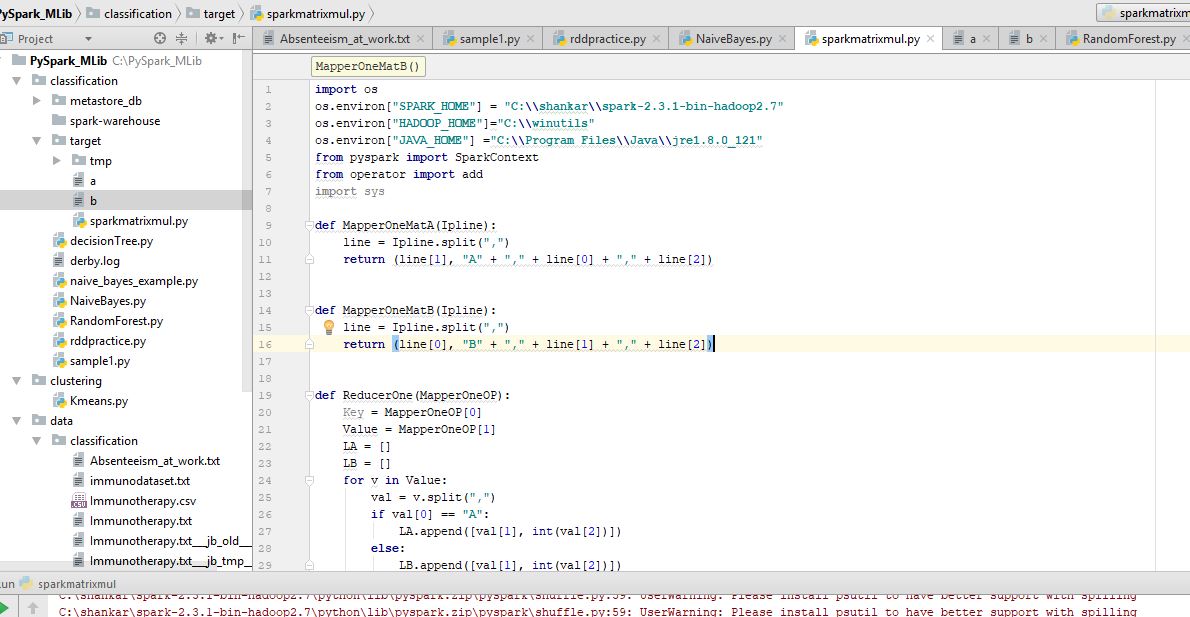 PySpark_MLib classification target sparkmatrixmul.py
sparkmatrixm
Project
Absenteeism_at_work.txt sample1.py rddpractice.py NaiveBayes.py sparkmatrixmul.py a b RandomForest.py
PySpark_MLib C:\PySpark_MLib
classification
metastore_db
spark-warehouse
target
tmp
a
b
sparkmatrixmul.py
decisionTree.py
derby.log
naive_bayes_example.py
NaiveBayes.py
RandomForest.py
rddpractice.py
sample1.py
clustering
Kmeans.py
data
classification
Absenteeism_at_work.txt
immunodataset.txt
Immunotherapy.csv
Immunotherapy.txt
Immunotherapy.txt___jb_old__
Immunotherapy.txt___jb_tmp_
MapperOneMatB()
1 import os
2 os.environ["SPARK_HOME"] = "C:\\shankar\\spark-2.3.1-bin-hadoop2.7"
3 os.environ["HADOOP_HOME"]="C:\\winutils"
4 os.environ["JAVA_HOME"] ="C:\\Program Files\\Java\\jre1.8.0_121"
5 from pyspark import SparkContext
6 from operator import add
7 import sys
8
9 def MapperOneMatA(Ipline):
10 line = Ipline.split(",")
11 return (line[1], "A" + "," + line[0] + "," + line[2])
12
13
14 def MapperOneMatB(Ipline):
15 line = Ipline.split(",")
16 return (line[0], "B" + "," + line[1] + "," + line[2])
17
18
19 def ReducerOne(MapperOneOP):
20 Key = MapperOneOP[0]
21 Value = MapperOneOP[1]
22 LA = []
23 LB = []
24 for v in Value:
25 val = v.split(",")
26 if val[0] == "A":
27 LA.append([val[1], int(val[2])])
28 else:
29 LB.append([val[1], int(val[2])])
un sparkmatrixmul
C:\shankar\spark-2.3.1-bin-hadoop2.7\python\lib\pyspark.zip\pyspark\shuffle.py:59: UserWarning: Please install psutil to have better support with spilling
C:\shankar\spark-2.3.1-bin-hadoop2.7\python\lib\pyspark.zip\pyspark\shuffle.py:59: UserWarning: Please install psutil to have better support with spilling